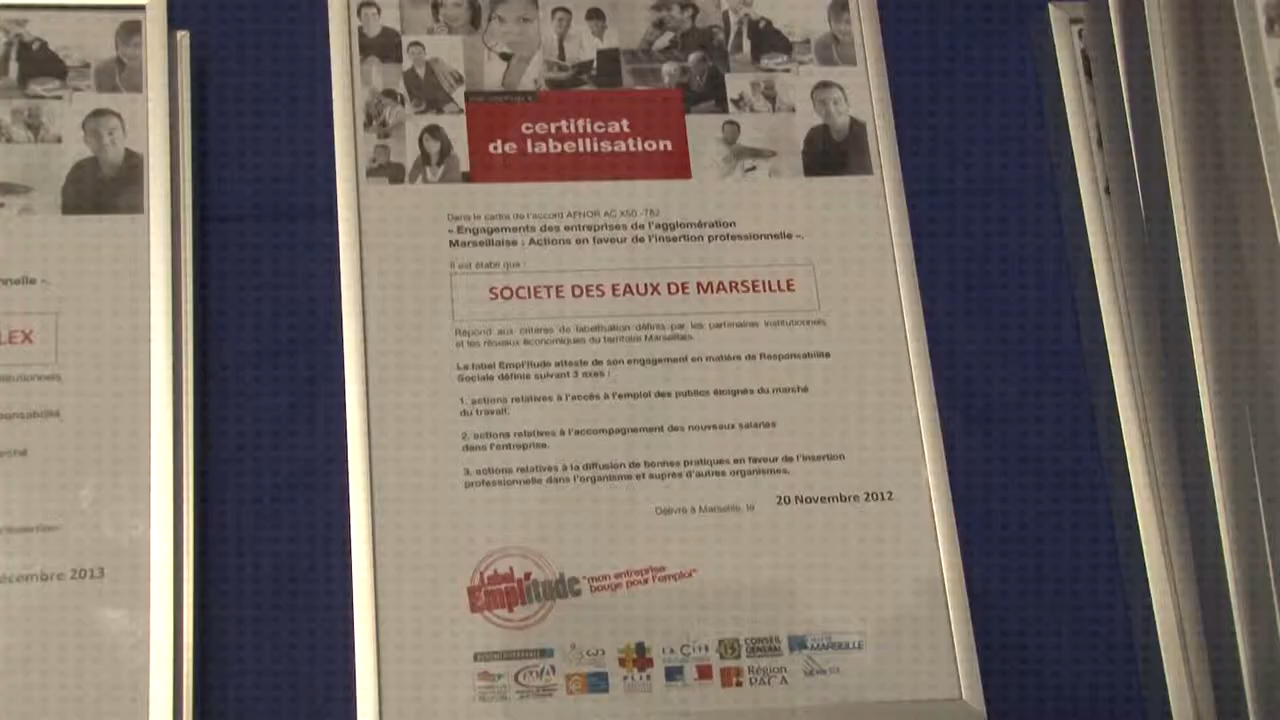 certificat
de labellisation
Dans le cadre de l'accord AFNOR AC X50 -782
« Engagements des entreprises de l'agglomération
Marseillaise : Actions en faveur de l'insertion professionnelle ».
Il est établi que :
SOCIETE DES EAUX DE MARSEILLE
Répond aux critères de labellisation définis par les partenaires institutionnels
et les réseaux économiques du territoire Marseillais.
Le label Empl'itude atteste de son engagement en matière de Responsabilité
Sociale définie suivant 3 axes :
1. actions relatives à l'accès à l'emploi des publics éloignés du marché
du travail.
2. actions relatives à l'accompagnement des nouveaux salariés
dans l'entreprise.
3. actions relatives à la diffusion de bonnes pratiques en faveur de l'insertion
professionnelle dans l'organisme et auprès d'autres organismes.
Délivré à Marseille, le 20 Novembre 2012
Label
Empl'itude
"mon entreprise
bouge pour l'emploi"
CONSEIL
GENERAL
MARSEILLE
PLIE
Région
PACA
nnelle ».
LEX
écembre 2013